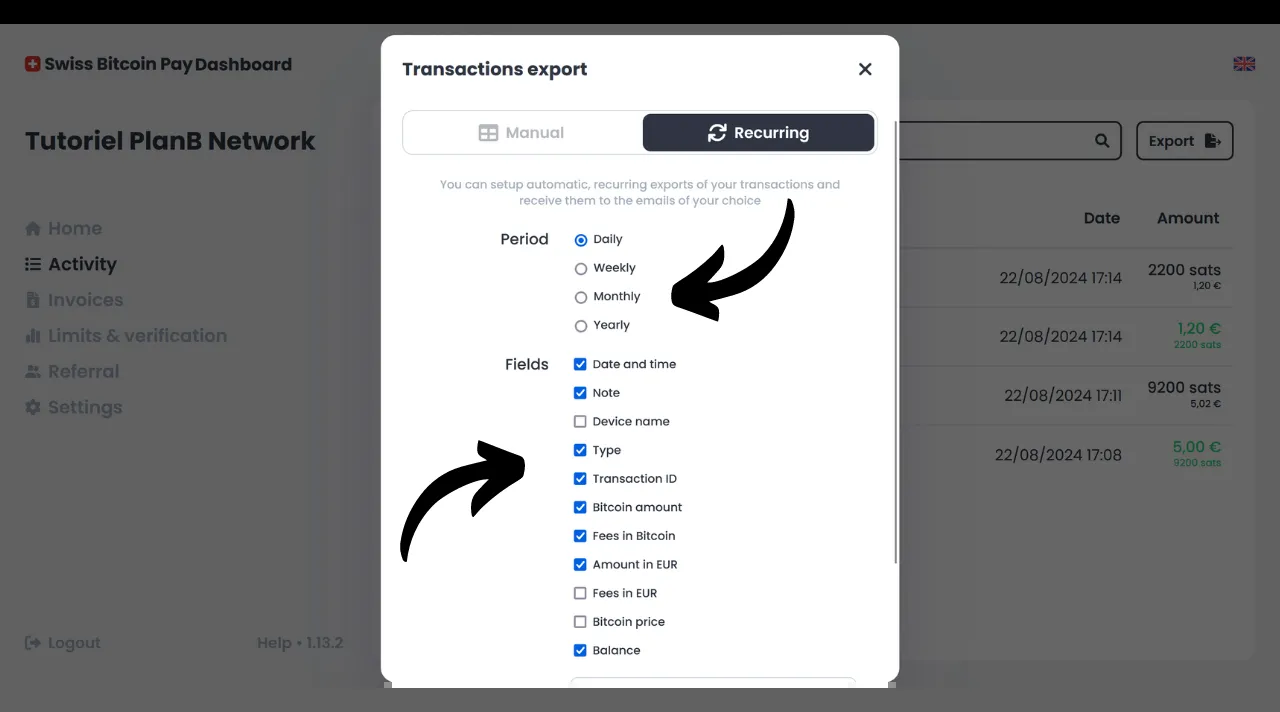 Swiss Bitcoin Pay Dashboard
Tutoriel PlanB Network
Home
Activity
Invoices
Limits & verification
Referral
Settings
Logout
Help • 1.13.2
Transactions export
Manual
Recurring
You can setup automatic, recurring exports of your transactions and
receive them to the emails of your choice
Period
Daily
Weekly
Monthly
Yearly
Fields
Date and time
Note
Device name
Type
Transaction ID
Bitcoin amount
Fees in Bitcoin
Amount in EUR
Fees in EUR
Bitcoin price
Balance
Export
Date Amount
22/08/2024 17:14 2200 sats
1,20 €
22/08/2024 17:14 1,20 €
2200 sats
22/08/2024 17:11 9200 sats
5,02 €
22/08/2024 17:08 5,00 €
9200 sats